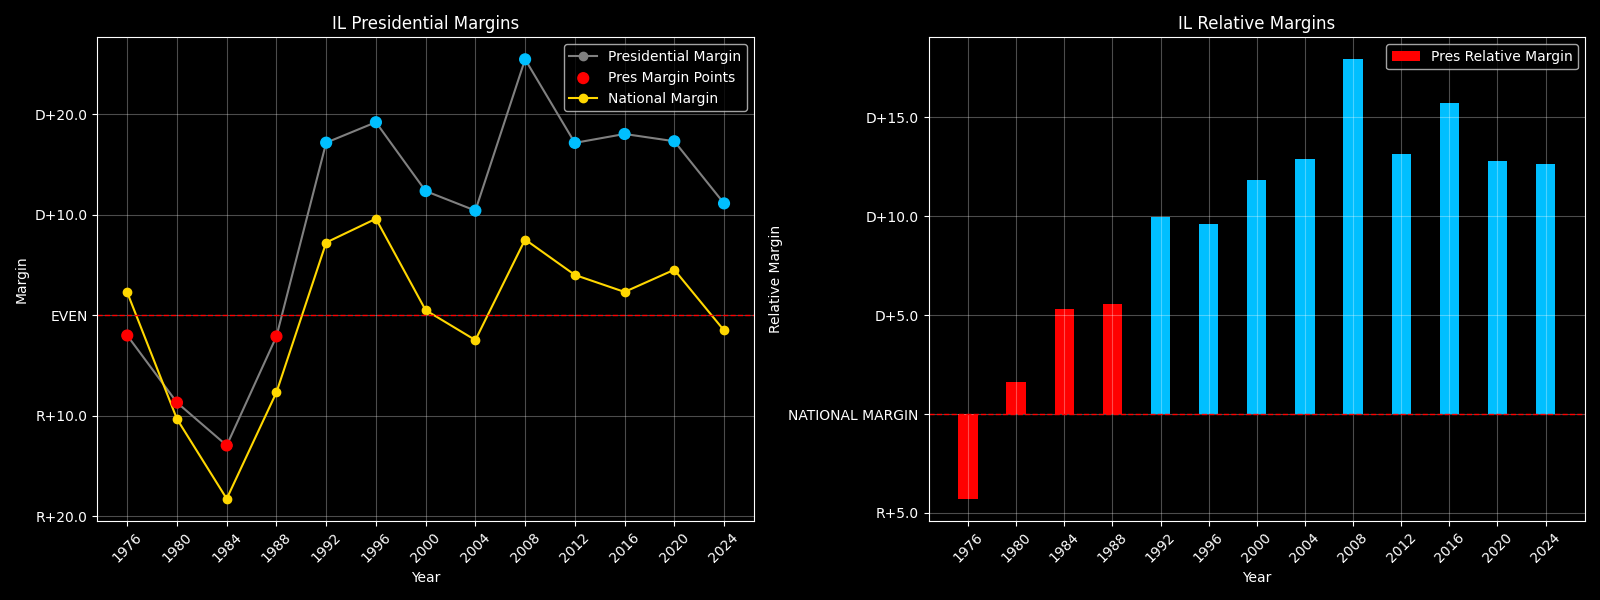 IL Presidential Margins
Presidential Margin
Pres Margin Points
National Margin
D+20.0
D+10.0
EVEN
R+10.0
R+20.0
Margin
1976
1980
1984
1988
1992
1996
2000
2004
2008
2012
2016
2020
2024
Year
IL Relative Margins
Pres Relative Margin
D+15.0
D+10.0
D+5.0
NATIONAL MARGIN
R+5.0
Relative Margin
1976
1980
1984
1988
1992
1996
2000
2004
2008
2012
2016
2020
2024
Year